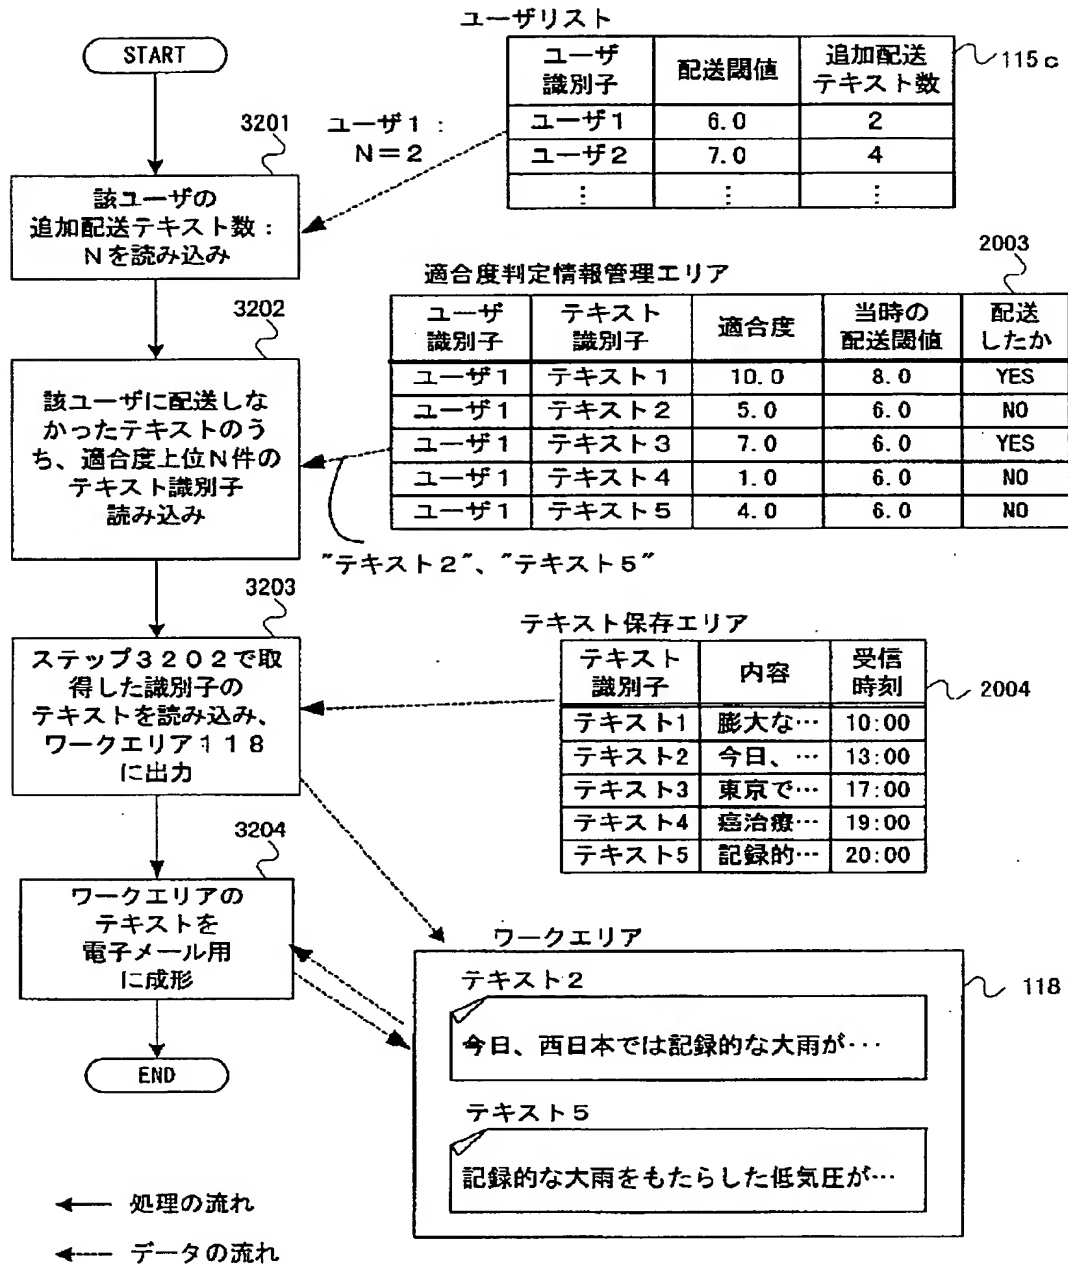 ユーザリスト
START
ユーザ
識別子
配送閾値
追加配送
テキスト数
115c
ユーザ1
6.0
2
ユーザ2
7.0
4
⋮
⋮
⋮
3201
ユーザ1：
N＝2
該ユーザの
追加配送テキスト数：
Nを読み込み
2003
適合度判定情報管理エリア
ユーザ
識別子
テキスト
識別子
適合度
当時の
配送閾値
配送
したか
ユーザ1
テキスト1
10.0
8.0
YES
ユーザ1
テキスト2
5.0
6.0
NO
ユーザ1
テキスト3
7.0
6.0
YES
ユーザ1
テキスト4
1.0
6.0
NO
ユーザ1
テキスト5
4.0
6.0
NO
3202
該ユーザに配送しな
かったテキストのう
ち、適合度上位N件の
テキスト識別子
読み込み
"テキスト2"、"テキスト5"
3203
ステップ3202で取
得した識別子の
テキストを読み込み、
ワークエリア118
に出力
テキスト保存エリア
テキスト
識別子
内容
受信
時刻
2004
テキスト1
膨大な…
10:00
テキスト2
今日、…
13:00
テキスト3
東京で…
17:00
テキスト4
癌治療…
19:00
テキスト5
記録的…
20:00
3204
ワークエリアの
テキストを
電子メール用
に成形
END
ワークエリア
118
テキスト2
今日、西日本では記録的な大雨が…
テキスト5
記録的な大雨をもたらした低気圧が…
処理の流れ
データの流れ